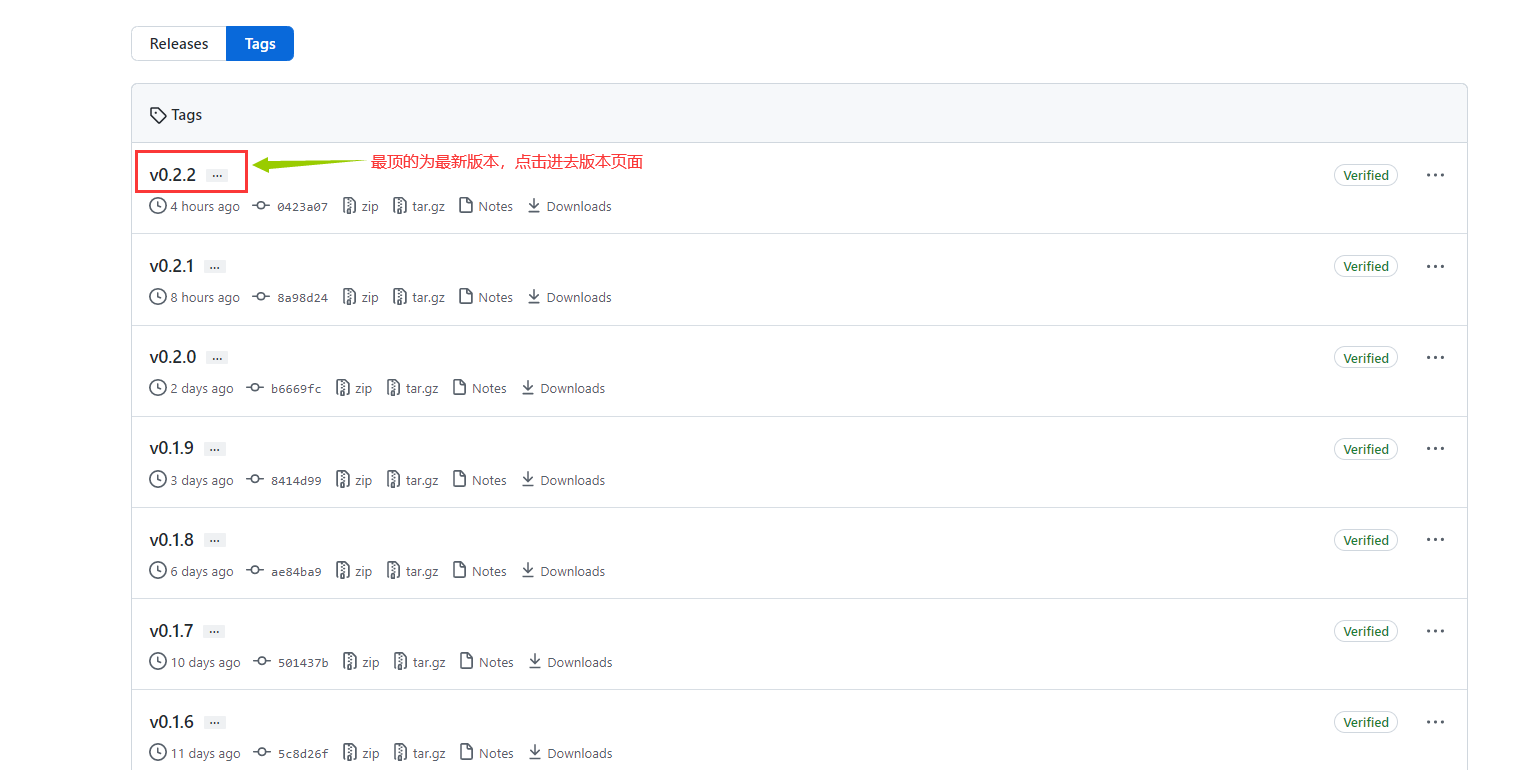 Releases Tags
Tags
v0.2.2 ... 最顶的为最新版本，点击进去版本页面 Verified ...
4 hours ago 0423a07 zip tar.gz Notes Downloads
v0.2.1 ... Verified ...
8 hours ago 8a98d24 zip tar.gz Notes Downloads
v0.2.0 ... Verified ...
2 days ago b6669fc zip tar.gz Notes Downloads
v0.1.9 ... Verified ...
3 days ago 8414d99 zip tar.gz Notes Downloads
v0.1.8 ... Verified ...
6 days ago ae84ba9 zip tar.gz Notes Downloads
v0.1.7 ... Verified ...
10 days ago 501437b zip tar.gz Notes Downloads
v0.1.6 ... Verified ...
11 days ago 5c8d26f zip tar.gz Notes Downloads